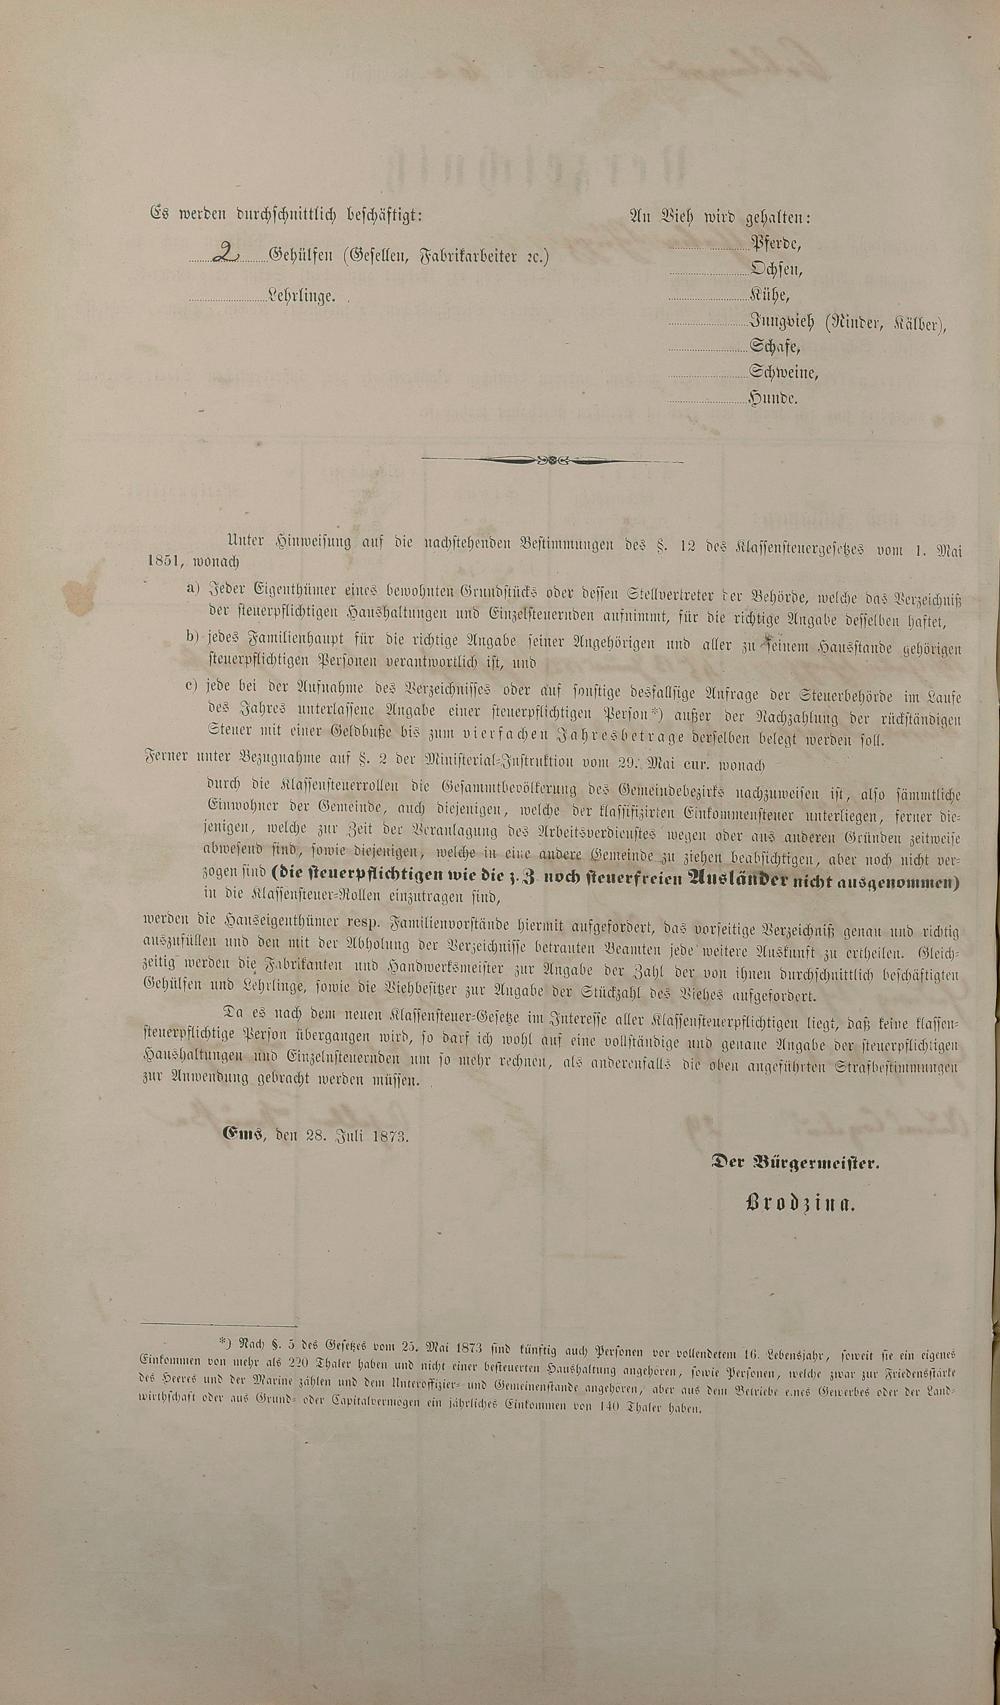 Es werden durchschnittlich beschäftigt:
2 Gehülfen (Gesellen, Fabrikarbeiter ꝛc.)
Lehrlinge.
An Vieh wird gehalten:
Pferde,
Ochsen,
Kühe,
Jungvieh (Rinder, Kälber),
Schafe,
Schweine,
Hunde.
Unter Hinweisung auf die nachstehenden Bestimmungen des §. 12 des Klassensteuergesetzes vom 1. Mai
1851, wonach
a) Jeder Eigenthümer eines bewohnten Grundstücks oder dessen Stellvertreter der Behörde, welche das Verzeichniß
der steuerpflichtigen Haushaltungen und Einzelsteuernden aufnimmt, für die richtige Angabe desselben haftet,
b) jedes Familienhaupt für die richtige Angabe seiner Angehörigen und aller zu seinem Hausstande gehörigen
steuerpflichtigen Personen verantwortlich ist, und
c) jede bei der Aufnahme des Verzeichnisses oder auf sonstige desfallsige Anfrage der Steuerbehörde im Laufe
des Jahres unterlassene Angabe einer steuerpflichtigen Person*) außer der Nachzahlung der rückständigen
Steuer mit einer Geldbuße bis zum vierfachen Jahresbetrage derselben belegt werden soll.
Ferner unter Bezugnahme auf §. 2 der Ministerial-Instruktion vom 29. Mai cur. wonach
durch die Klassensteuerrollen die Gesammtbevölkerung des Gemeindebezirks nachzuweisen ist, also sämmtliche
Einwohner der Gemeinde, auch diejenigen, welche der klassifizirten Einkommensteuer unterliegen, ferner die-
jenigen, welche zur Zeit der Veranlagung des Arbeitsverdienstes wegen oder aus anderen Gründen zeitweise
abwesend sind, sowie diejenigen, welche in eine andere Gemeinde zu ziehen beabsichtigen, aber noch nicht ver-
zogen sind (die steuerpflichtigen wie die z. Z noch steuerfreien Ausländer nicht ausgenommen)
in die Klassensteuer-Rollen einzutragen sind,
werden die Hauseigenthümer resp. Familienvorstände hiermit aufgefordert, das vorseitige Verzeichniß genau und richtig
auszufüllen und den mit der Abholung der Verzeichnisse betrauten Beamten jede weitere Auskunft zu ertheilen. Gleich-
zeitig werden die Fabrikanten und Handwerksmeister zur Angabe der Zahl der von ihnen durchschnittlich beschäftigten
Gehülfen und Lehrlinge, sowie die Viehbesitzer zur Angabe der Stückzahl des Viehes aufgefordert.
Da es nach dem neuen Klassensteuer-Gesetze im Interesse aller Klassensteuerpflichtigen liegt, daß keine klassen-
steuerpflichtige Person übergangen wird, so darf ich wohl auf eine vollständige und genaue Angabe der steuerpflichtigen
Haushaltungen und Einzelnsteuernden um so mehr rechnen, als anderenfalls die oben angeführten Strafbestimmungen
zur Anwendung gebracht werden müssen.
Ems, den 28. Juli 1873.
Der Bürgermeister.
Brodzina.
*) Nach §. 5 des Gesetzes vom 25. Mai 1873 sind künftig auch Personen vor vollendetem 16. Lebensjahr, soweit sie ein eigenes
Einkommen von mehr als 220 Thaler haben und nicht einer besteuerten Haushaltung angehören, sowie Personen, welche zwar zur Friedensstärke
des Heeres und der Marine zählen und dem Unteroffizier- und Gemeinenstande angehören, aber aus dem Betriebe eines Gewerbes oder der Land-
wirthschaft oder aus Grund- oder Capitalvermögen ein jährliches Einkommen von 140 Thaler haben.